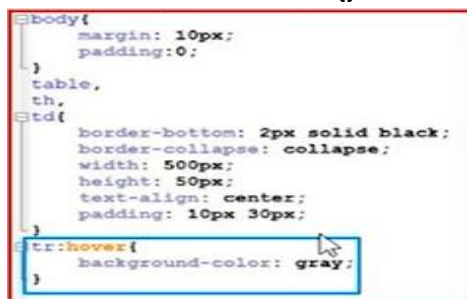 body{
margin: 10px;
padding:0;
}
table,
th,
td{
border-bottom: 2px solid black;
border-collapse: collapse;
width: 500px;
height: 50px;
text-align: center;
padding: 10px 30px;
}
tr:hover{
background-color: gray;
}